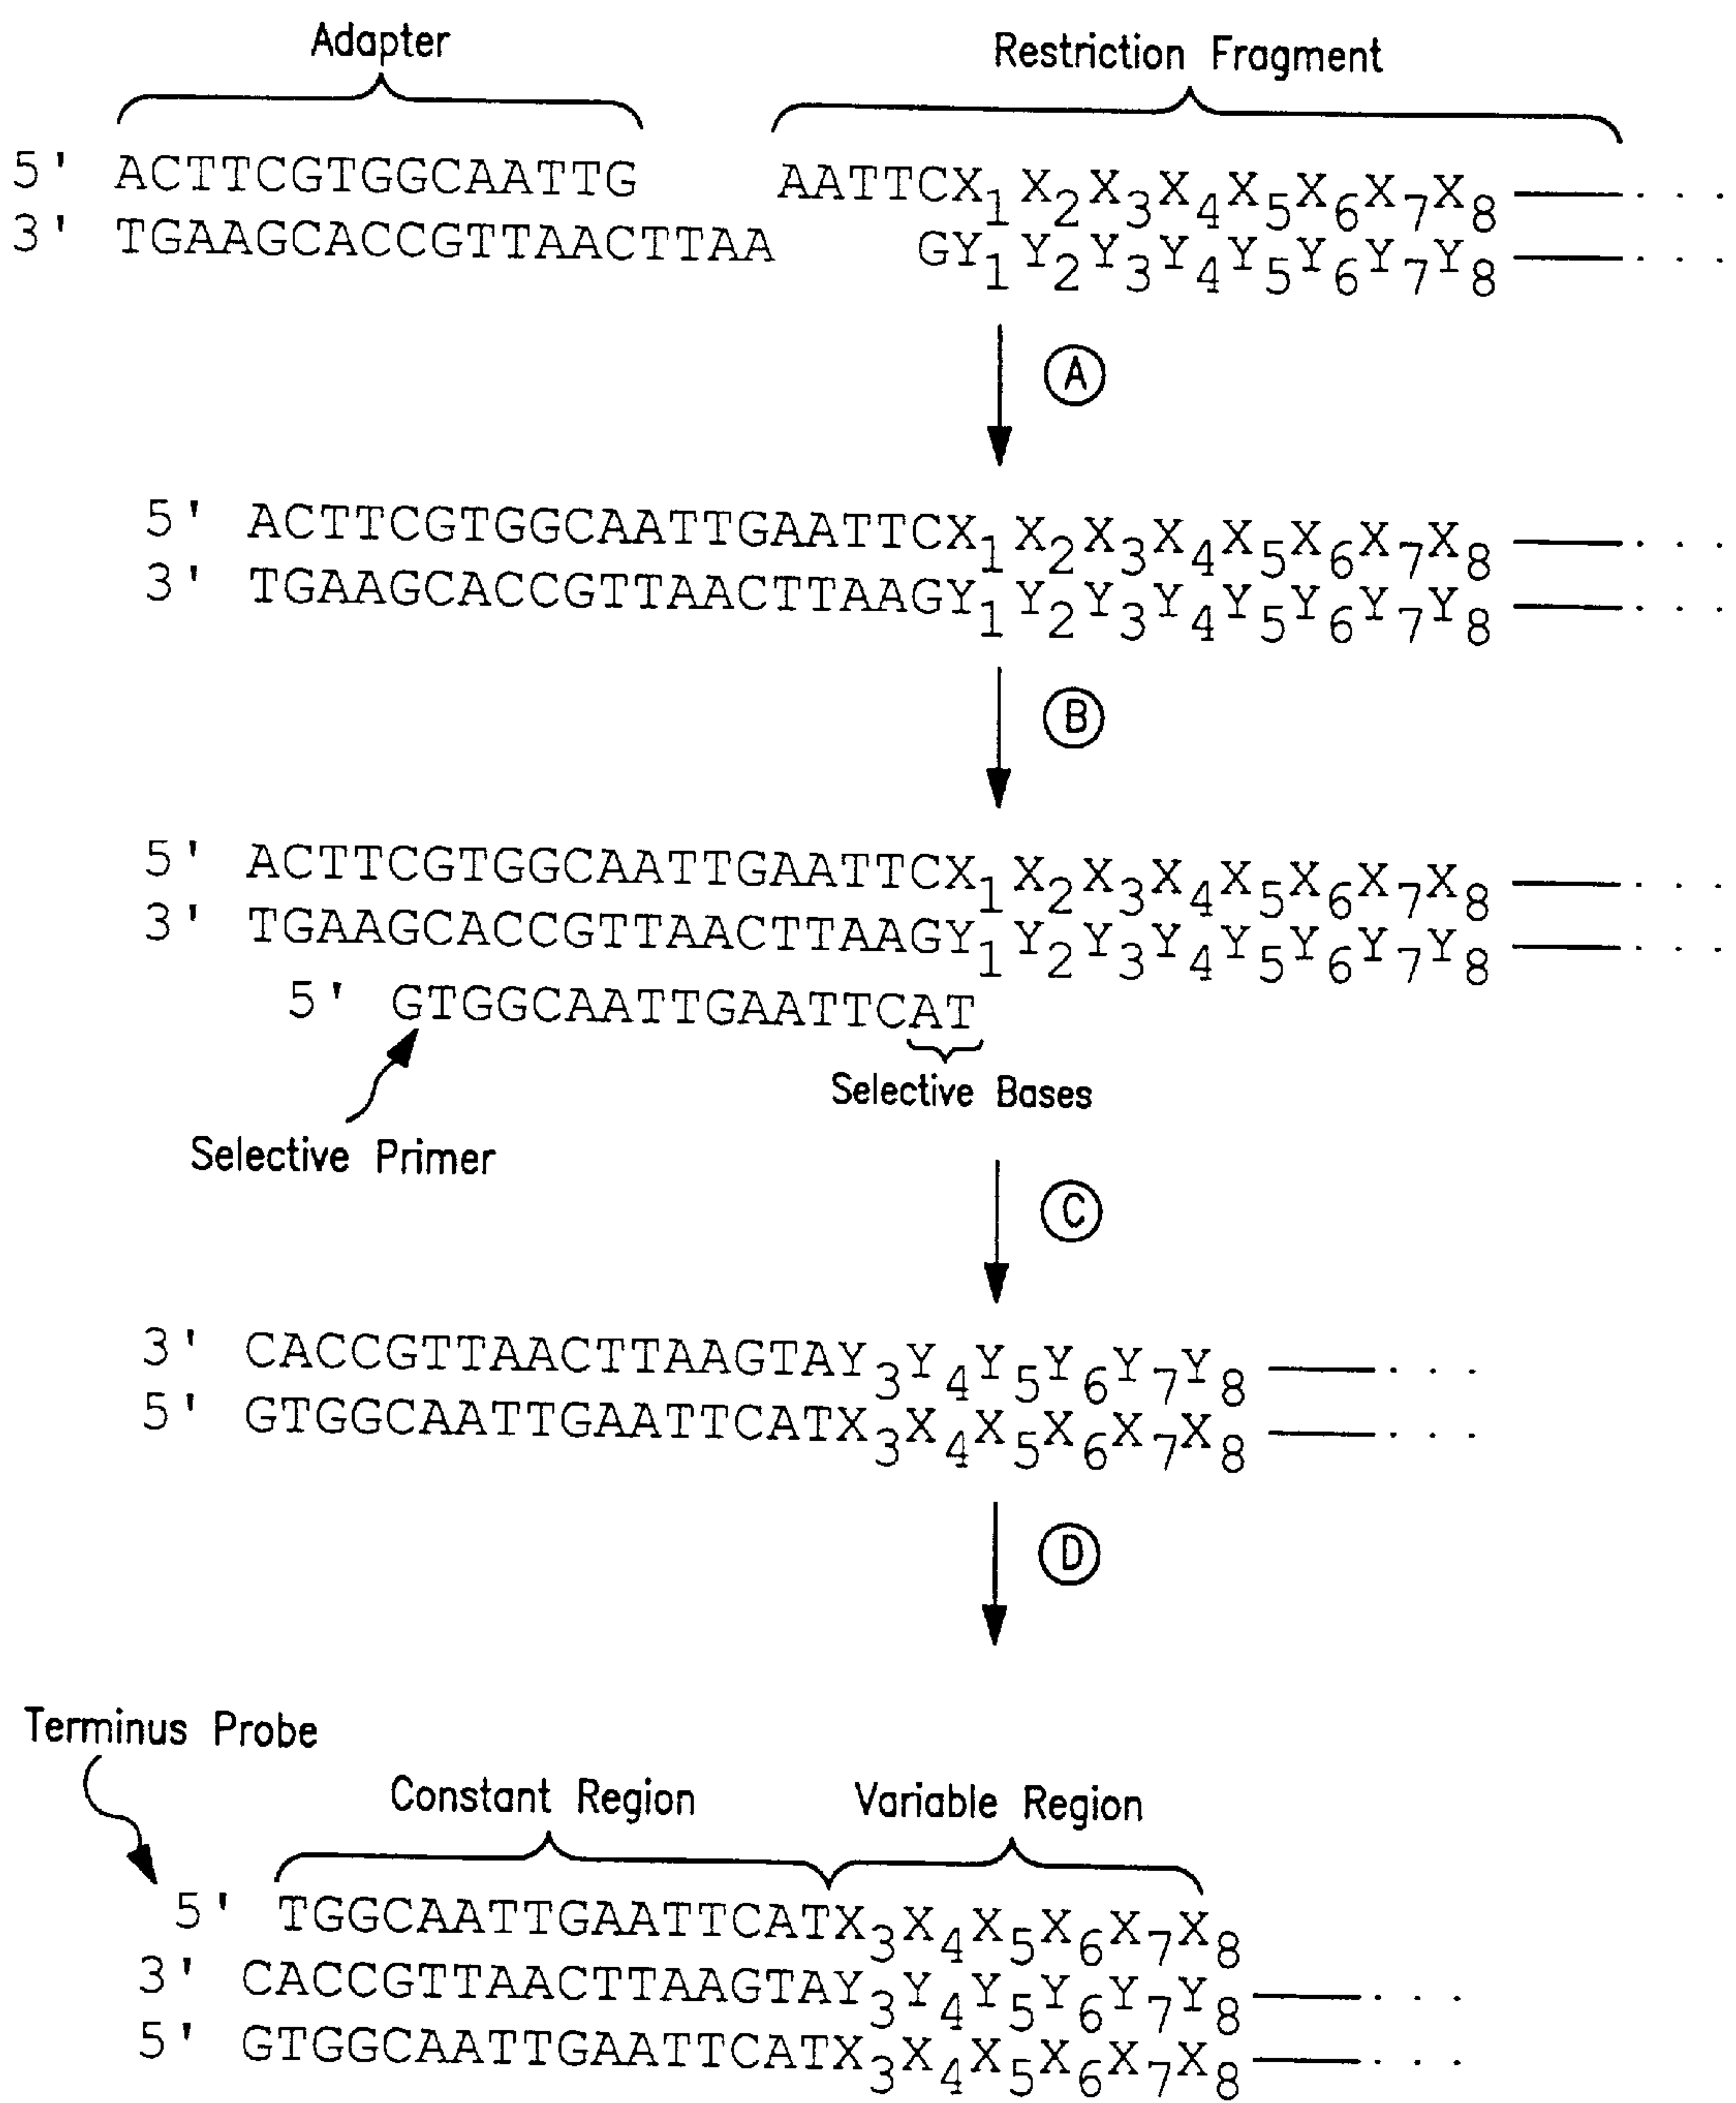 Adapter
Restriction Fragment
5' ACTTCGTGGCAATTG AATTCX1X2X3X4X5X6X7X8 ...
3' TGAAGCACCGTTAACTTAA GY1Y2Y3Y4Y5Y6Y7Y8 ...
A
5' ACTTCGTGGCAATTGAATTCX1X2X3X4X5X6X7X8 ...
3' TGAAGCACCGTTAACTTAAGY1Y2Y3Y4Y5Y6Y7Y8 ...
B
5' ACTTCGTGGCAATTGAATTCX1X2X3X4X5X6X7X8 ...
3' TGAAGCACCGTTAACTTAAGY1Y2Y3Y4Y5Y6Y7Y8 ...
5' GTGGCAATTGAATTCAT
Selective Bases
Selective Primer
C
3' CACCGTTAACTTAAGTAY3Y4Y5Y6Y7Y8 ...
5' GTGGCAATTGAATTCATX3X4X5X6X7X8 ...
D
Terminus Probe
Constant Region
Variable Region
5' TGGCAATTGAATTCATX3X4X5X6X7X8
3' CACCGTTAACTTAAGTAY3Y4Y5Y6Y7Y8 ...
5' GTGGCAATTGAATTCATX3X4X5X6X7X8 ...